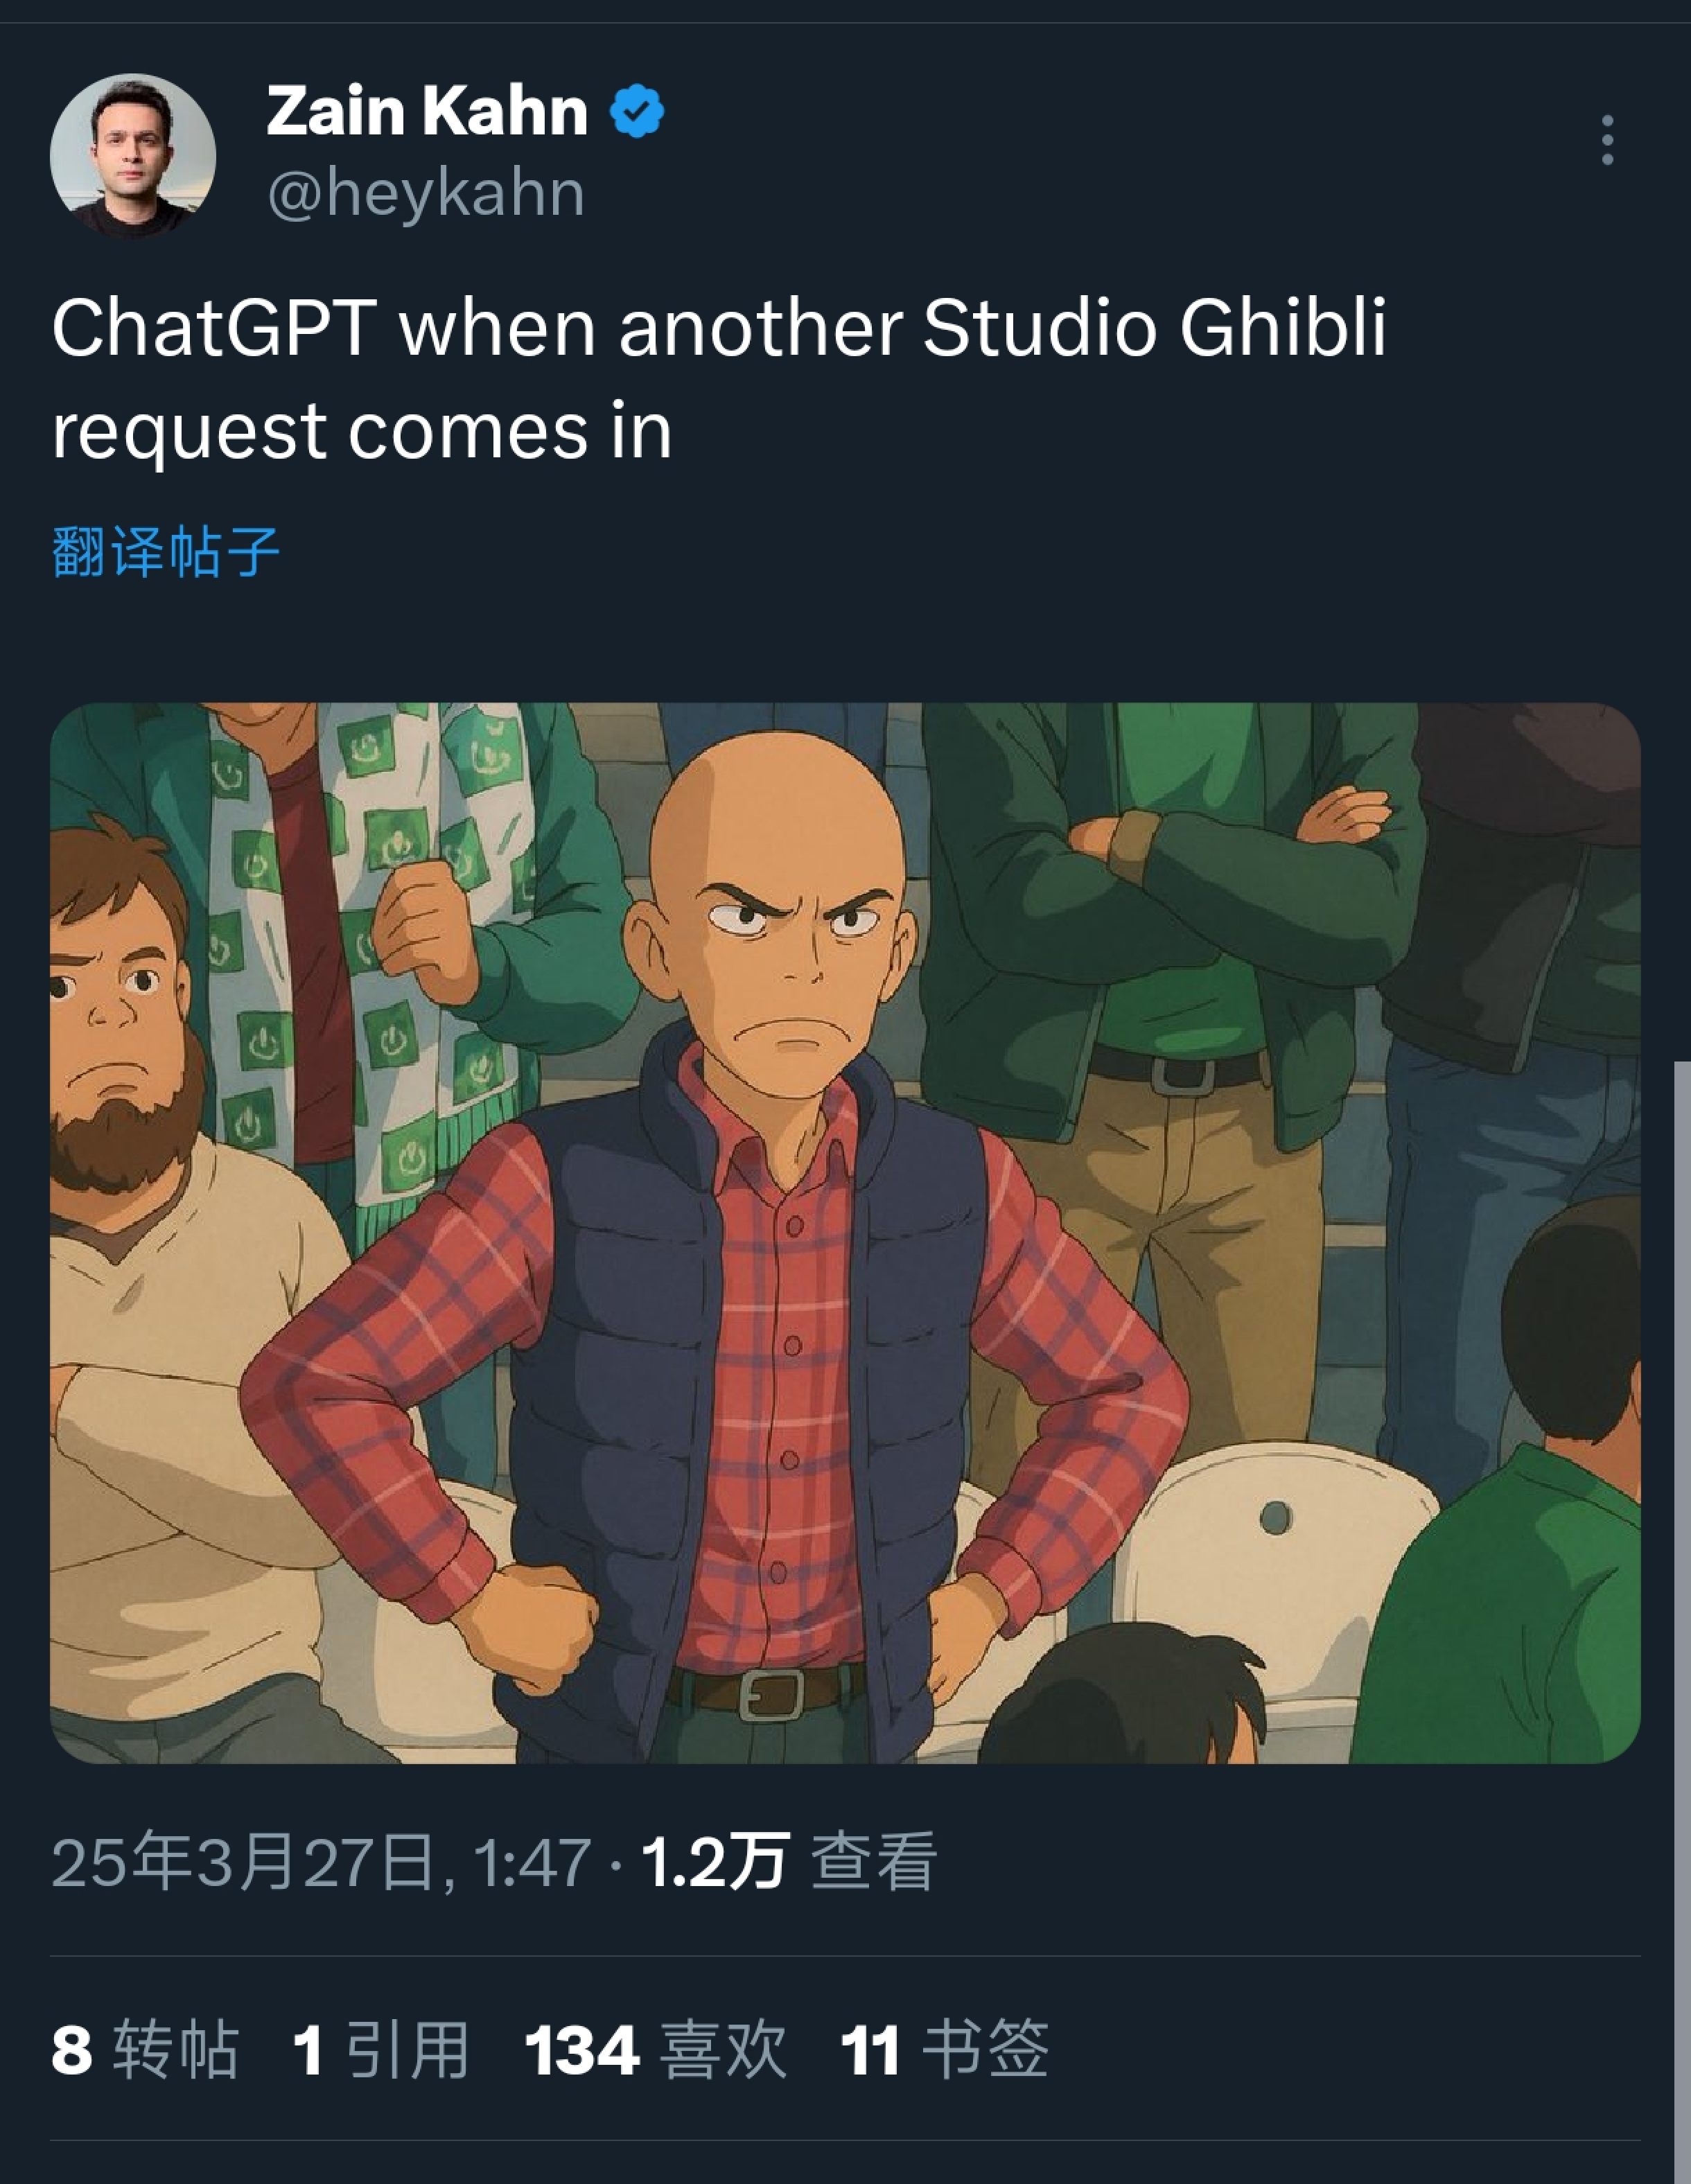 Zain Kahn
@heykahn
ChatGPT when another Studio Ghibli
request comes in
翻译帖子
25年3月27日, 1:47 · 1.2万 查看
8 转帖 1 引用 134 喜欢 11 书签